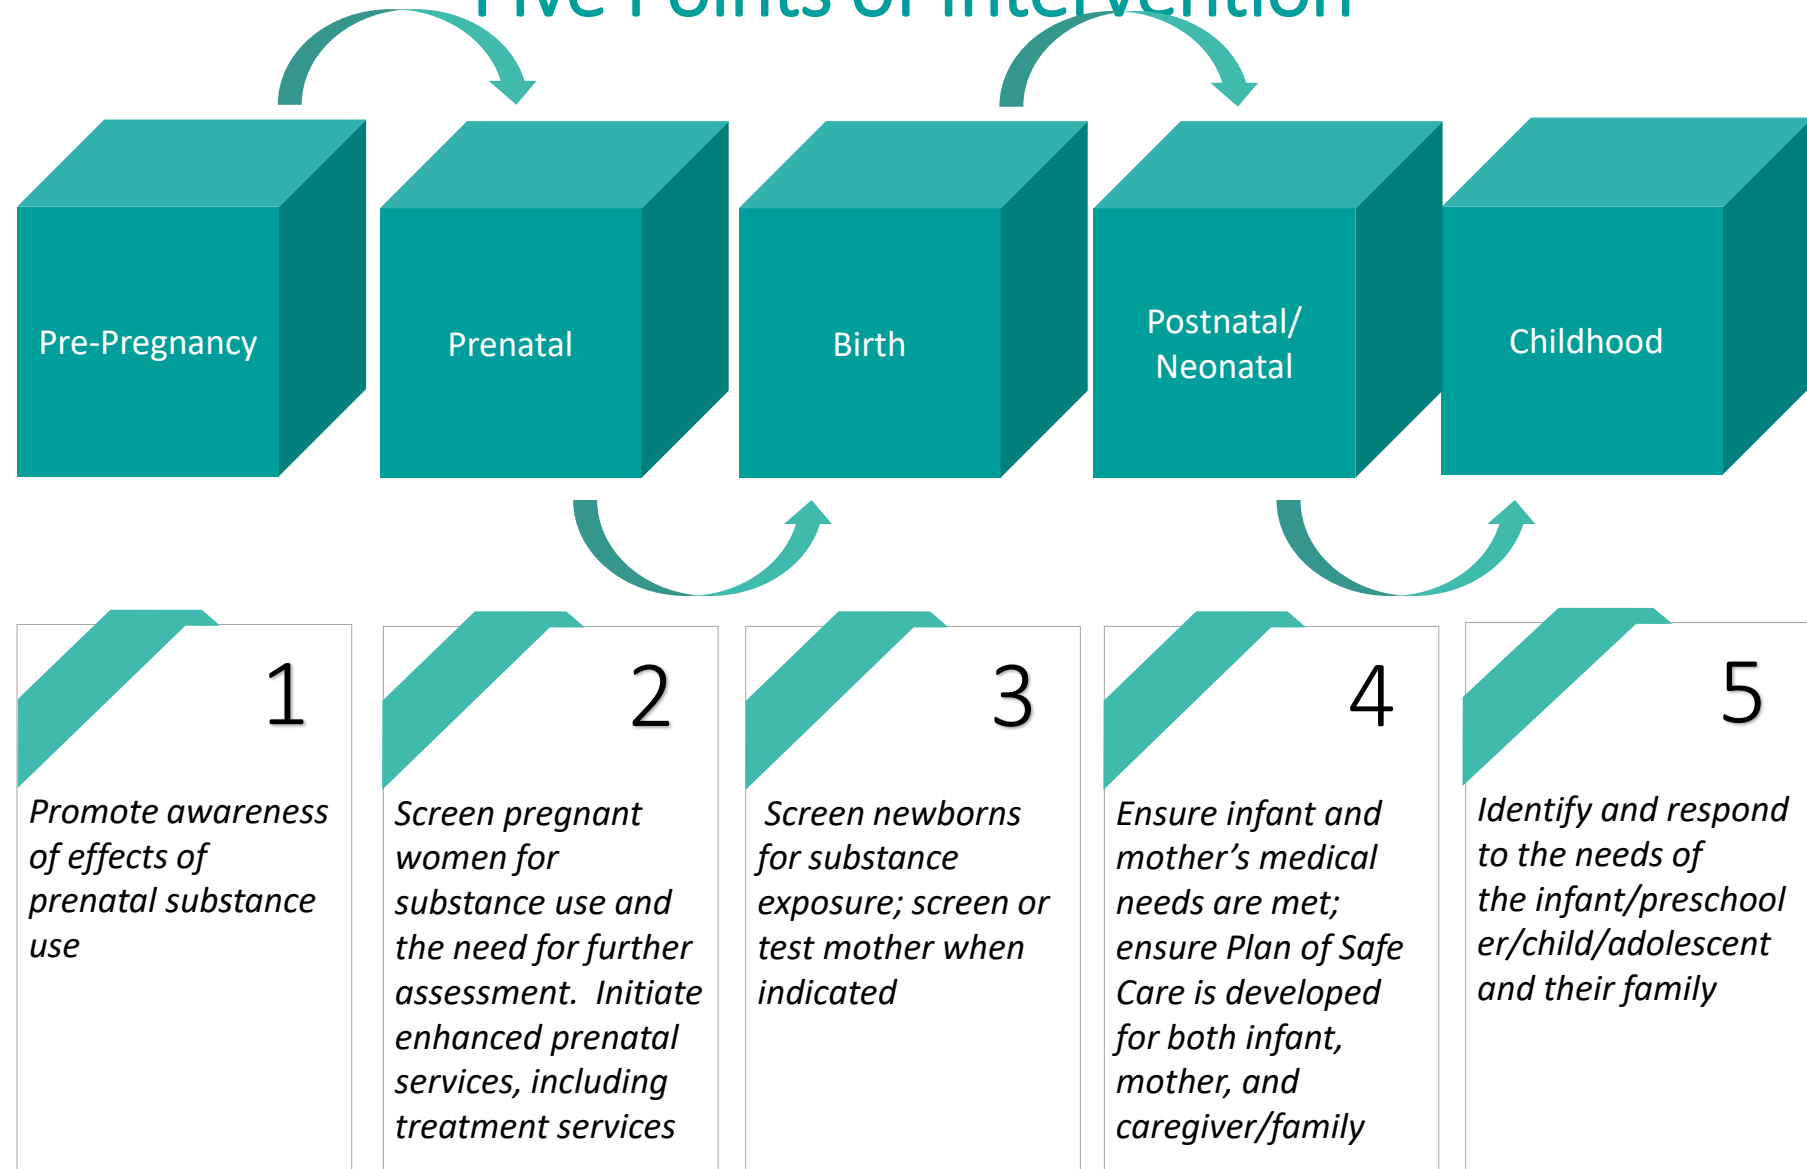 Five Points of Intervention
Pre-Pregnancy
Prenatal
Birth
Postnatal/
Neonatal
Childhood
1
Promote awareness
of effects of
prenatal substance
use
2
Screen pregnant
women for
substance use and
the need for further
assessment.  Initiate
enhanced prenatal
services, including
treatment services
3
Screen newborns
for substance
exposure; screen or
test mother when
indicated
4
Ensure infant and
mother’s medical
needs are met;
ensure Plan of Safe
Care is developed
for both infant,
mother, and
caregiver/family
5
Identify and respond
to the needs of
the infant/preschool
er/child/adolescent
and their family